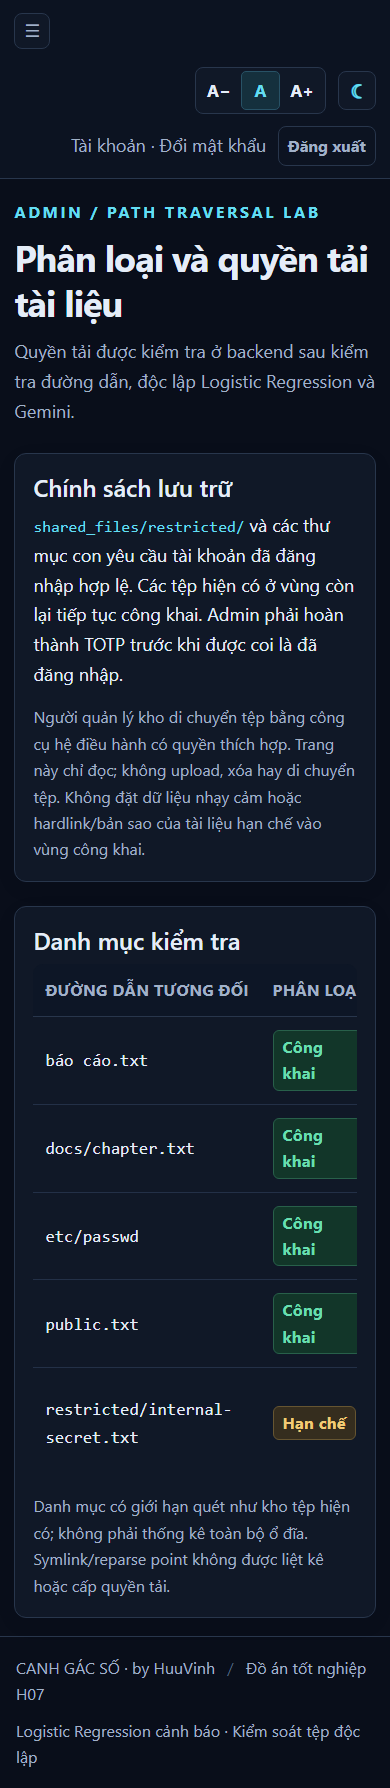 ☰
A− A A+ ☾
Tài khoản · Đổi mật khẩu Đăng xuất
ADMIN / PATH TRAVERSAL LAB
Phân loại và quyền tải
tài liệu
Quyền tải được kiểm tra ở backend sau kiểm
tra đường dẫn, độc lập Logistic Regression và
Gemini.
Chính sách lưu trữ
shared_files/restricted/ và các thư
mục con yêu cầu tài khoản đã đăng
nhập hợp lệ. Các tệp hiện có ở vùng còn
lại tiếp tục công khai. Admin phải hoàn
thành TOTP trước khi được coi là đã
đăng nhập.
Người quản lý kho di chuyển tệp bằng công
cụ hệ điều hành có quyền thích hợp. Trang
này chỉ đọc; không upload, xóa hay di chuyển
tệp. Không đặt dữ liệu nhạy cảm hoặc
hardlink/bản sao của tài liệu hạn chế vào
vùng công khai.
Danh mục kiểm tra
ĐƯỜNG DẪN TƯƠNG ĐỐI PHÂN LOẠ
báo cáo.txt Công
khai
docs/chapter.txt Công
khai
etc/passwd Công
khai
public.txt Công
khai
restricted/internal-
secret.txt Hạn chế
Danh mục có giới hạn quét như kho tệp hiện
có; không phải thống kê toàn bộ ổ đĩa.
Symlink/reparse point không được liệt kê
hoặc cấp quyền tải.
CANH GÁC SỐ · by HuuVinh / Đồ án tốt nghiệp
H07
Logistic Regression cảnh báo · Kiểm soát tệp độc
lập